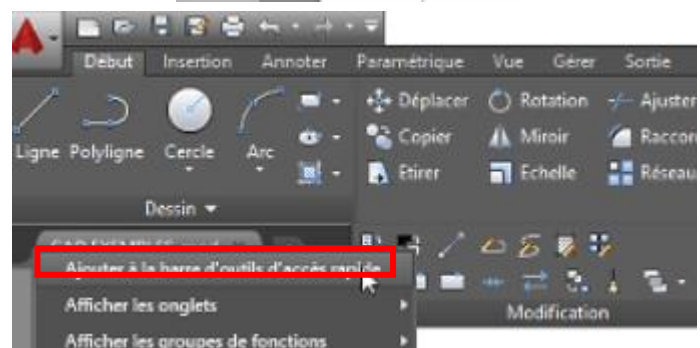 Début Insertion Annoter Paramétrique Vue Gérer Sortie
Déplacer Rotation Ajuster
Copier Miroir Raccor
Ligne Polyligne Cercle Arc
Etirer Echelle Réseau
Dessin
Ajouter à la barre d'outils d'accès rapide
Afficher les onglets
Modification
Afficher les groupes de fonctions